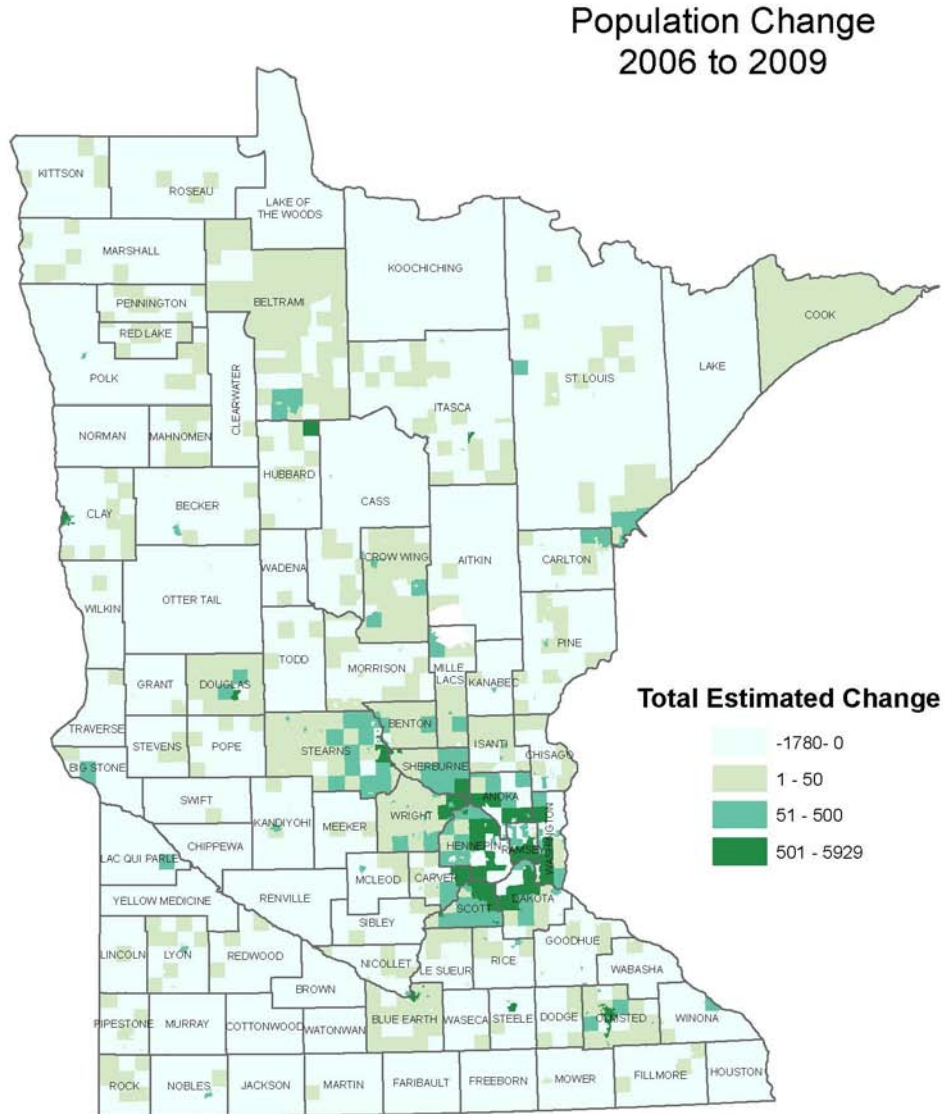 Population Change
2006 to 2009
KITTSON
ROSEAU
LAKE OF
THE WOODS
MARSHALL
KOOCHICHING
PENNINGTON
BELTRAMI
COOK
RED LAKE
POLK
CLEARWATER
ST. LOUIS
LAKE
ITASCA
NORMAN
MAHNOMEN
HUBBARD
CASS
CLAY
BECKER
CROW WING
AITKIN
CARLTON
WADENA
WILKIN
OTTER TAIL
PINE
TODD
MORRISON
MILLE
LACS
KANABEC
GRANT
DOUGLAS
TRAVERSE
STEVENS
POPE
STEARNS
BENTON
ISANTI
CHISAGO
BIG STONE
SHERBURNE
SWIFT
KANDIYOHI
MEEKER
WRIGHT
ANOKA
WASHINGTON
HENNEPIN
RAMSEY
CHIPPEWA
LAC QUI PARLE
MCLEOD
CARVER
YELLOW MEDICINE
RENVILLE
SCOTT
DAKOTA
SIBLEY
LINCOLN
LYON
REDWOOD
NICOLLET
LE SUEUR
RICE
GOODHUE
WABASHA
BROWN
PIPESTONE
MURRAY
COTTONWOOD
WATONWAN
BLUE EARTH
WASECA
STEELE
DODGE
OLMSTED
WINONA
ROCK
NOBLES
JACKSON
MARTIN
FARIBAULT
FREEBORN
MOWER
FILLMORE
HOUSTON
Total Estimated Change
-1780- 0
1 - 50
51 - 500
501 - 5929